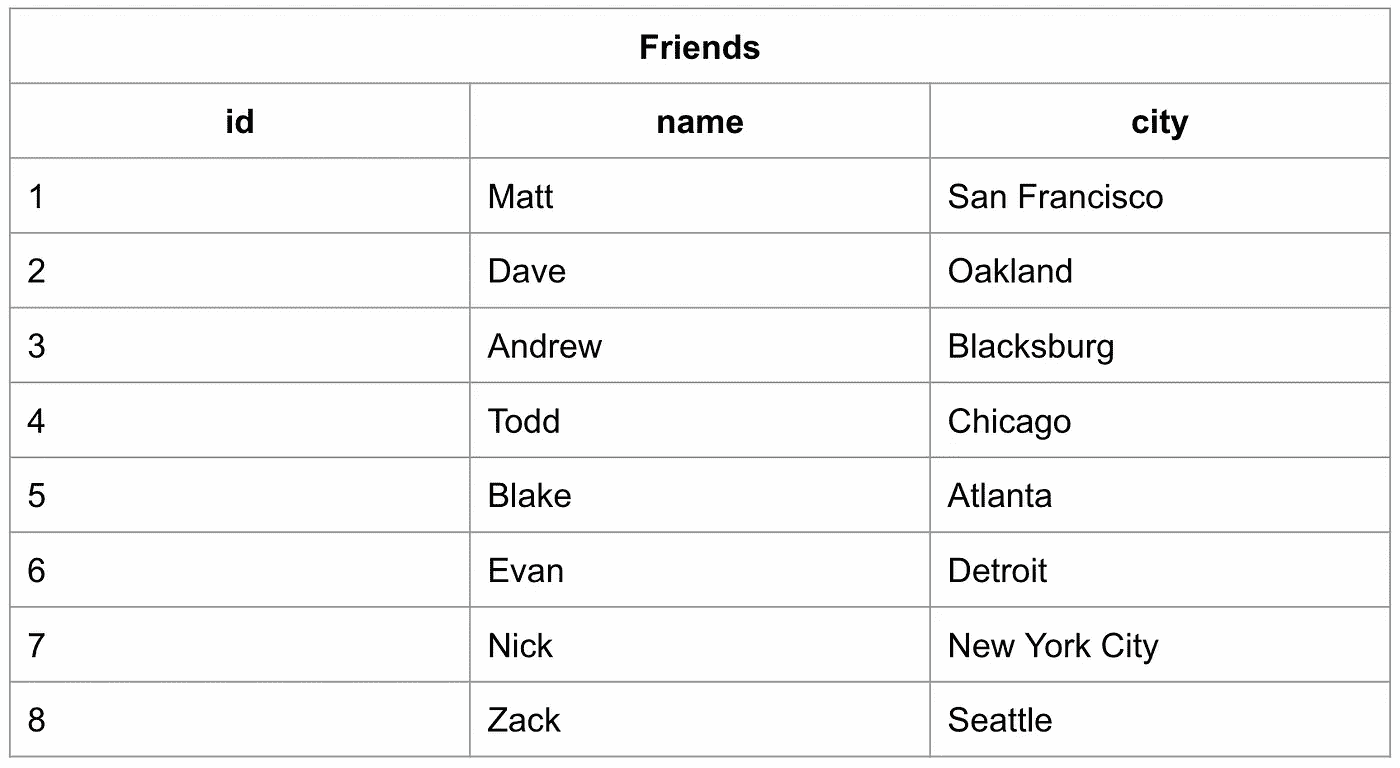 Friends
id name city
1 Matt San Francisco
2 Dave Oakland
3 Andrew Blacksburg
4 Todd Chicago
5 Blake Atlanta
6 Evan Detroit
7 Nick New York City
8 Zack Seattle